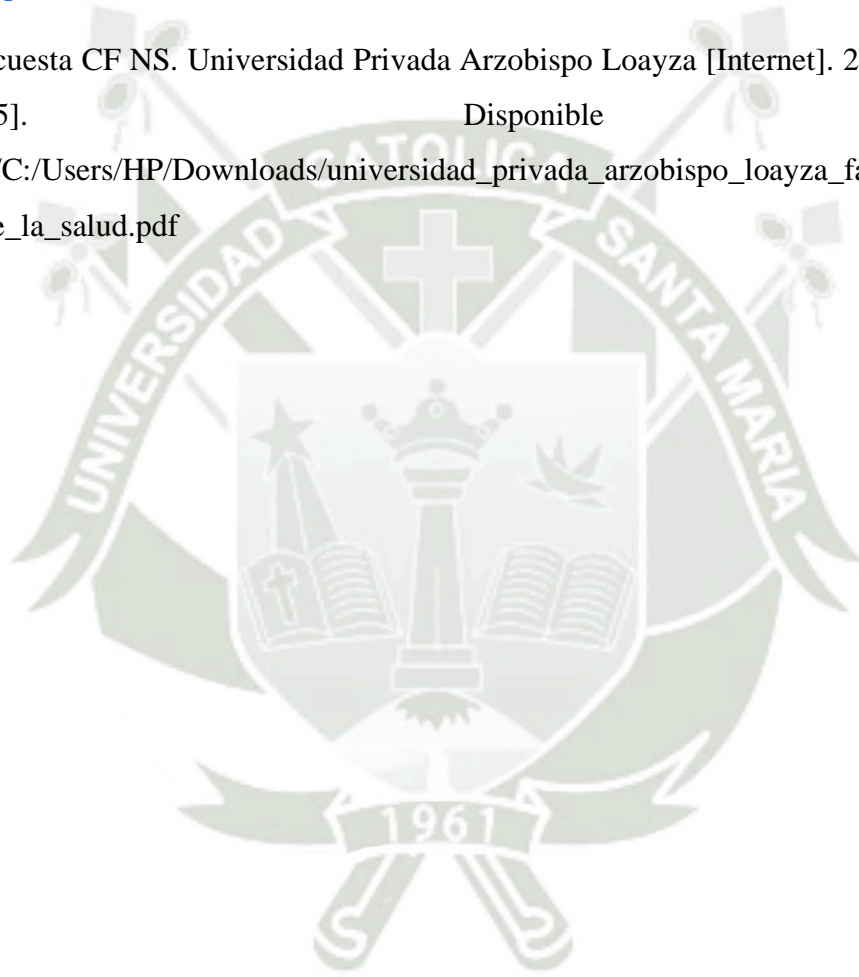 cuesta CF NS. Universidad Privada Arzobispo Loayza [Internet]. 2
5]. Disponible
/C:/Users/HP/Downloads/universidad_privada_arzobispo_loayza_fa
e_la_salud.pdf
UNIVERSIDAD CATOLICA SANTA MARIA
1961